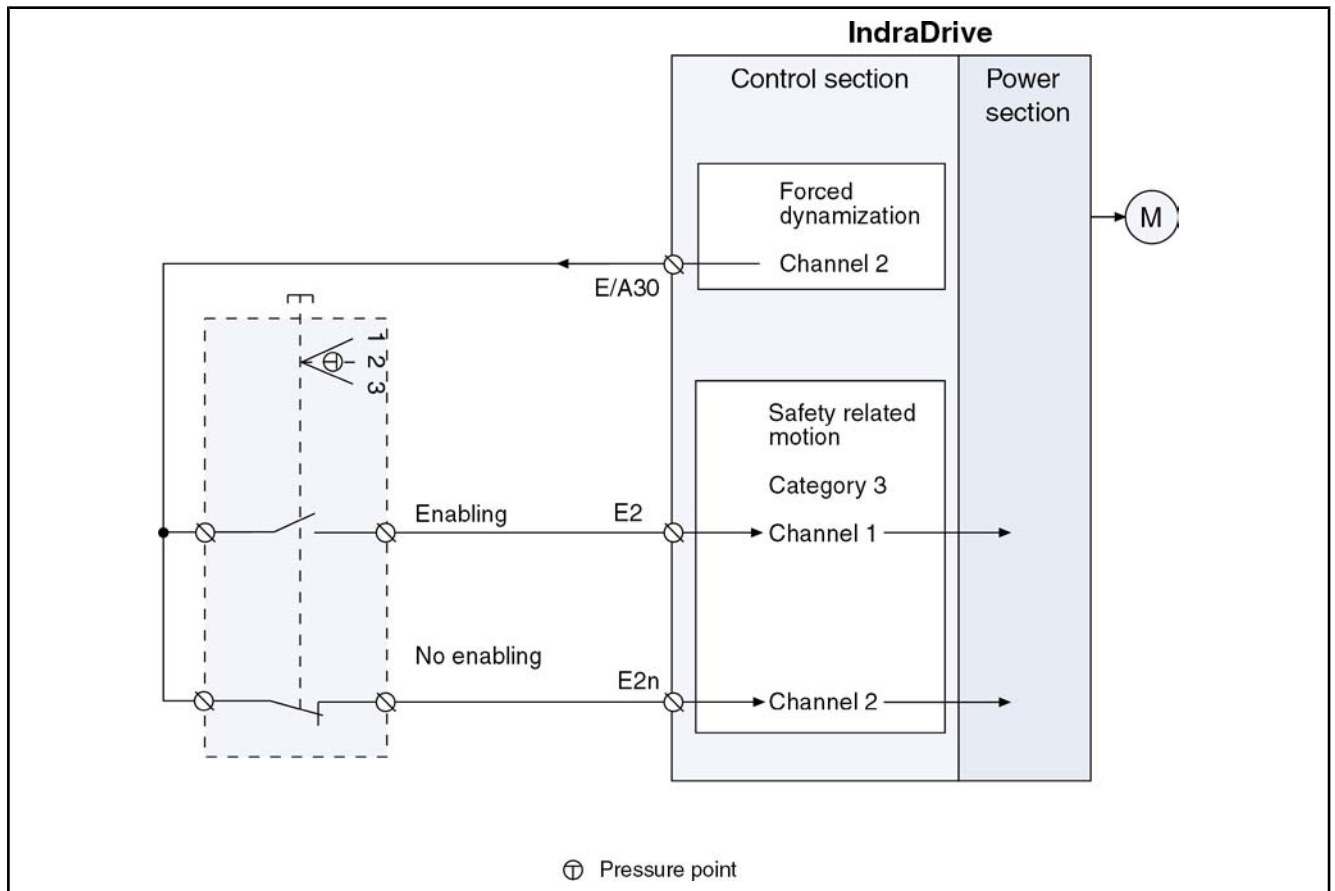 IndraDrive
Control section
Power
section
Forced
dynamization
Channel 2
M
E/A30
1
2
3
Safety related
motion
Category 3
Enabling
E2
Channel 1
No enabling
E2n
Channel 2
Pressure point